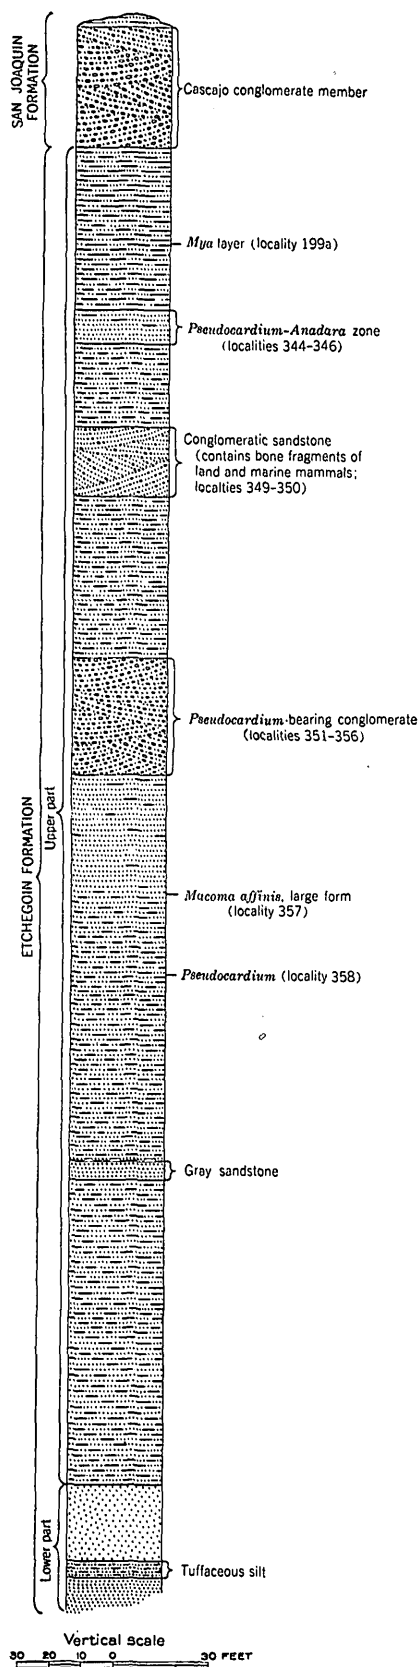 SAN JOAQUIN
FORMATION
Cascajo conglomerate member
Mya layer (locality 199a)
Pseudocardium-Anadara zone
(localities 344-346)
Conglomeratic sandstone
(contains bone fragments of
land and marine mammals;
localties 349-350)
Pseudocardium-bearing conglomerate
(localities 351-356)
ETCHEGOIN FORMATION
Upper part
Macoma affinis, large form
(locality 357)
Pseudocardium (locality 358)
Gray sandstone
Lower part
Tuffaceous silt
Vertical scale
30 20 10 0 30 FEET